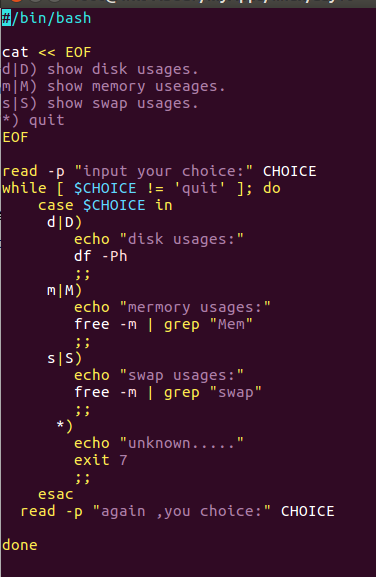 #/bin/bash
cat << EOF
d|D) show disk usages.
m|M) show memory useages.
s|S) show swap usages.
*) quit
EOF
read -p "input your choice:" CHOICE
while [ $CHOICE != 'quit' ]; do
case $CHOICE in
d|D)
echo "disk usages:"
df -Ph
;;
m|M)
echo "mermory usages:"
free -m | grep "Mem"
;;
s|S)
echo "swap usages:"
free -m | grep "swap"
;;
*)
echo "unknown....."
exit 7
;;
esac
read -p "again ,you choice:" CHOICE
done